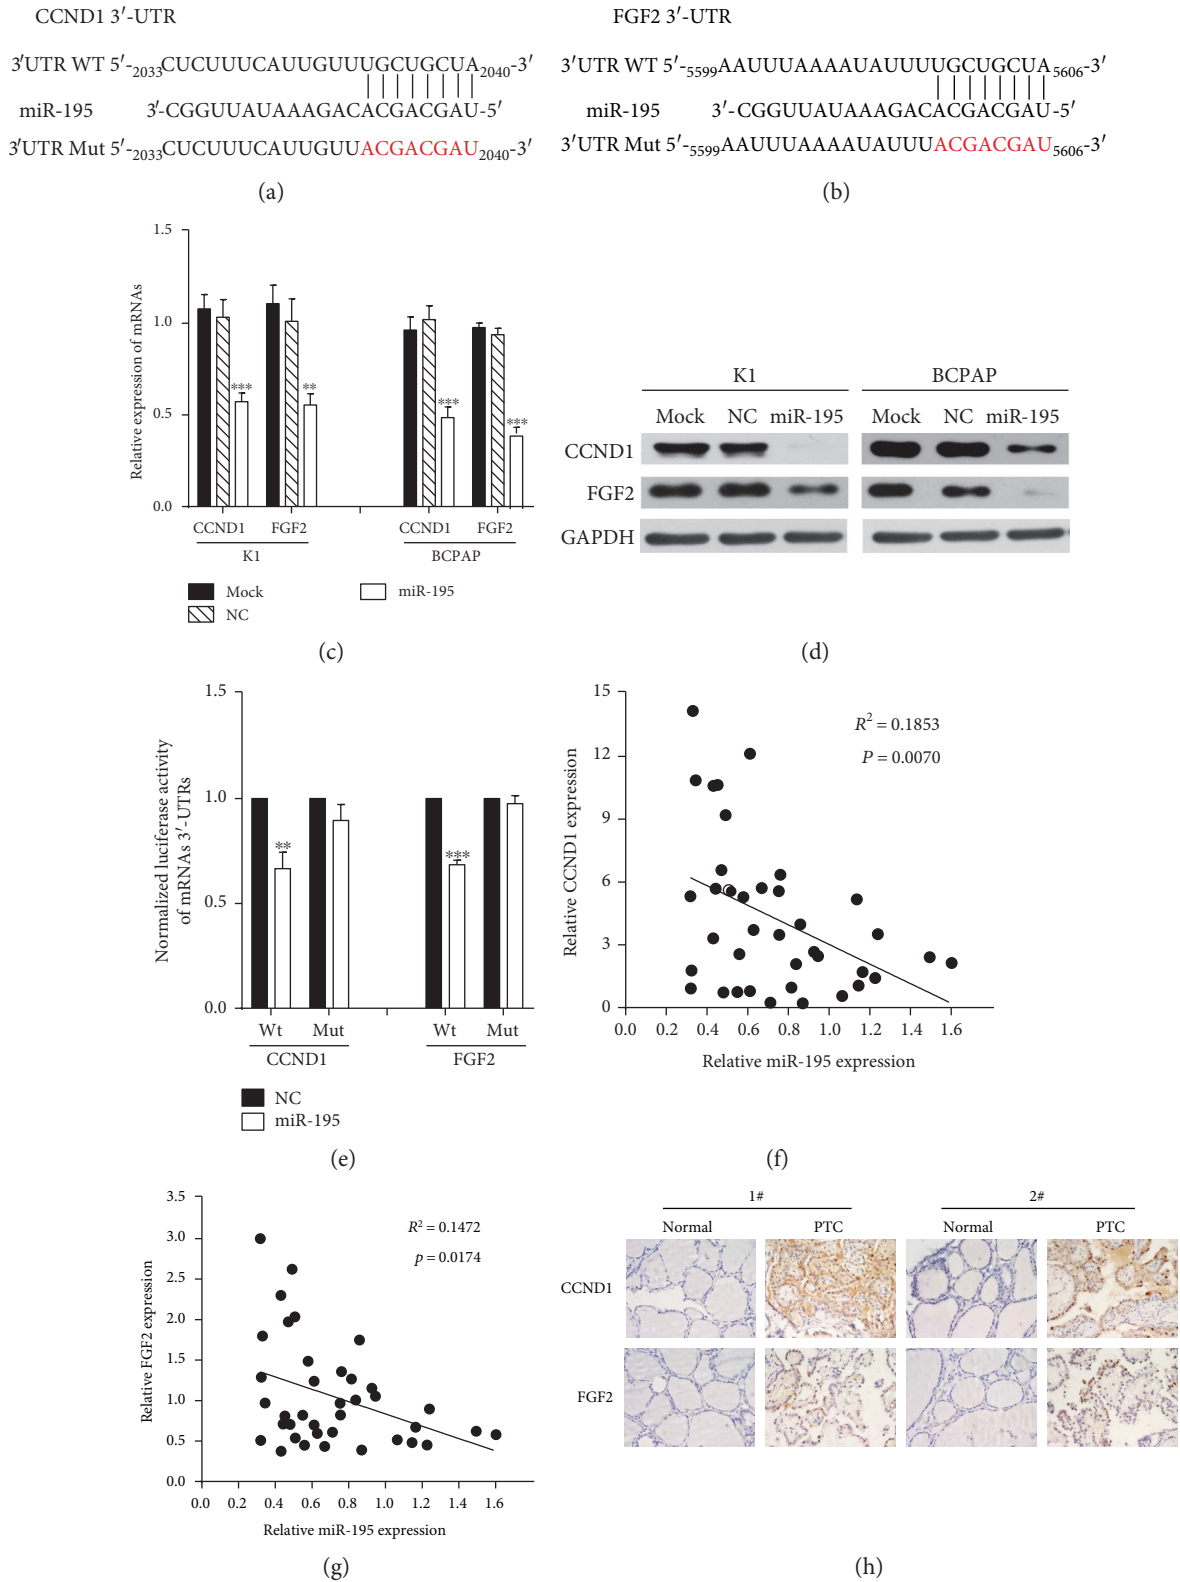 CCND1 3′-UTR
3′UTR WT 5′-2033CUCUUUCAUUGUUUUGCUGCUA2040-3′
miR-195 3′-CGGUUAUAAAGACACGACGAU-5′
3′UTR Mut 5′-2033CUCUUUCAUUGUUACGACGAU2040-3′
(a)
FGF2 3′-UTR
3′UTR WT 5′-5599AAUUUAAAAUAUUUUGCUGCUA5606-3′
miR-195 3′-CGGUUAUAAAGACACGACGAU-5′
3′UTR Mut 5′-5599AAUUUAAAAUAUUUACGACGAU5606-3′
(b)
Relative expression of mRNAs
1.5
1.0
0.5
0.0
*** ** *** ***
CCND1 FGF2 CCND1 FGF2
K1 BCPAP
Mock miR-195
NC
(c)
K1 BCPAP
Mock NC miR-195 Mock NC miR-195
CCND1
FGF2
GAPDH
(d)
Normalized luciferase activity
of mRNAs 3′-UTRs
1.5
1.0
0.5
0.0
** ***
Wt Mut Wt Mut
CCND1 FGF2
NC
miR-195
(e)
Relative CCND1 expression
15
12
9
6
3
0
R² = 0.1853
P = 0.0070
0.0 0.2 0.4 0.6 0.8 1.0 1.2 1.4 1.6
Relative miR-195 expression
(f)
Relative FGF2 expression
3.5
3.0
2.5
2.0
1.5
1.0
0.5
0.0
R² = 0.1472
p = 0.0174
0.0 0.2 0.4 0.6 0.8 1.0 1.2 1.4 1.6
Relative miR-195 expression
(g)
1# 2#
Normal PTC Normal PTC
CCND1
FGF2
(h)